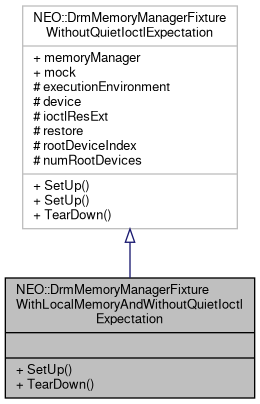 NEO::DrmMemoryManagerFixture
WithoutQuietIoctlExpectation
+ memoryManager
+ mock
# executionEnvironment
# device
# ioctlResExt
# restore
# rootDeviceIndex
# numRootDevices
+ SetUp()
+ SetUp()
+ TearDown()
NEO::DrmMemoryManagerFixture
WithLocalMemoryAndWithoutQuietIoctl
Expectation
+ SetUp()
+ TearDown()